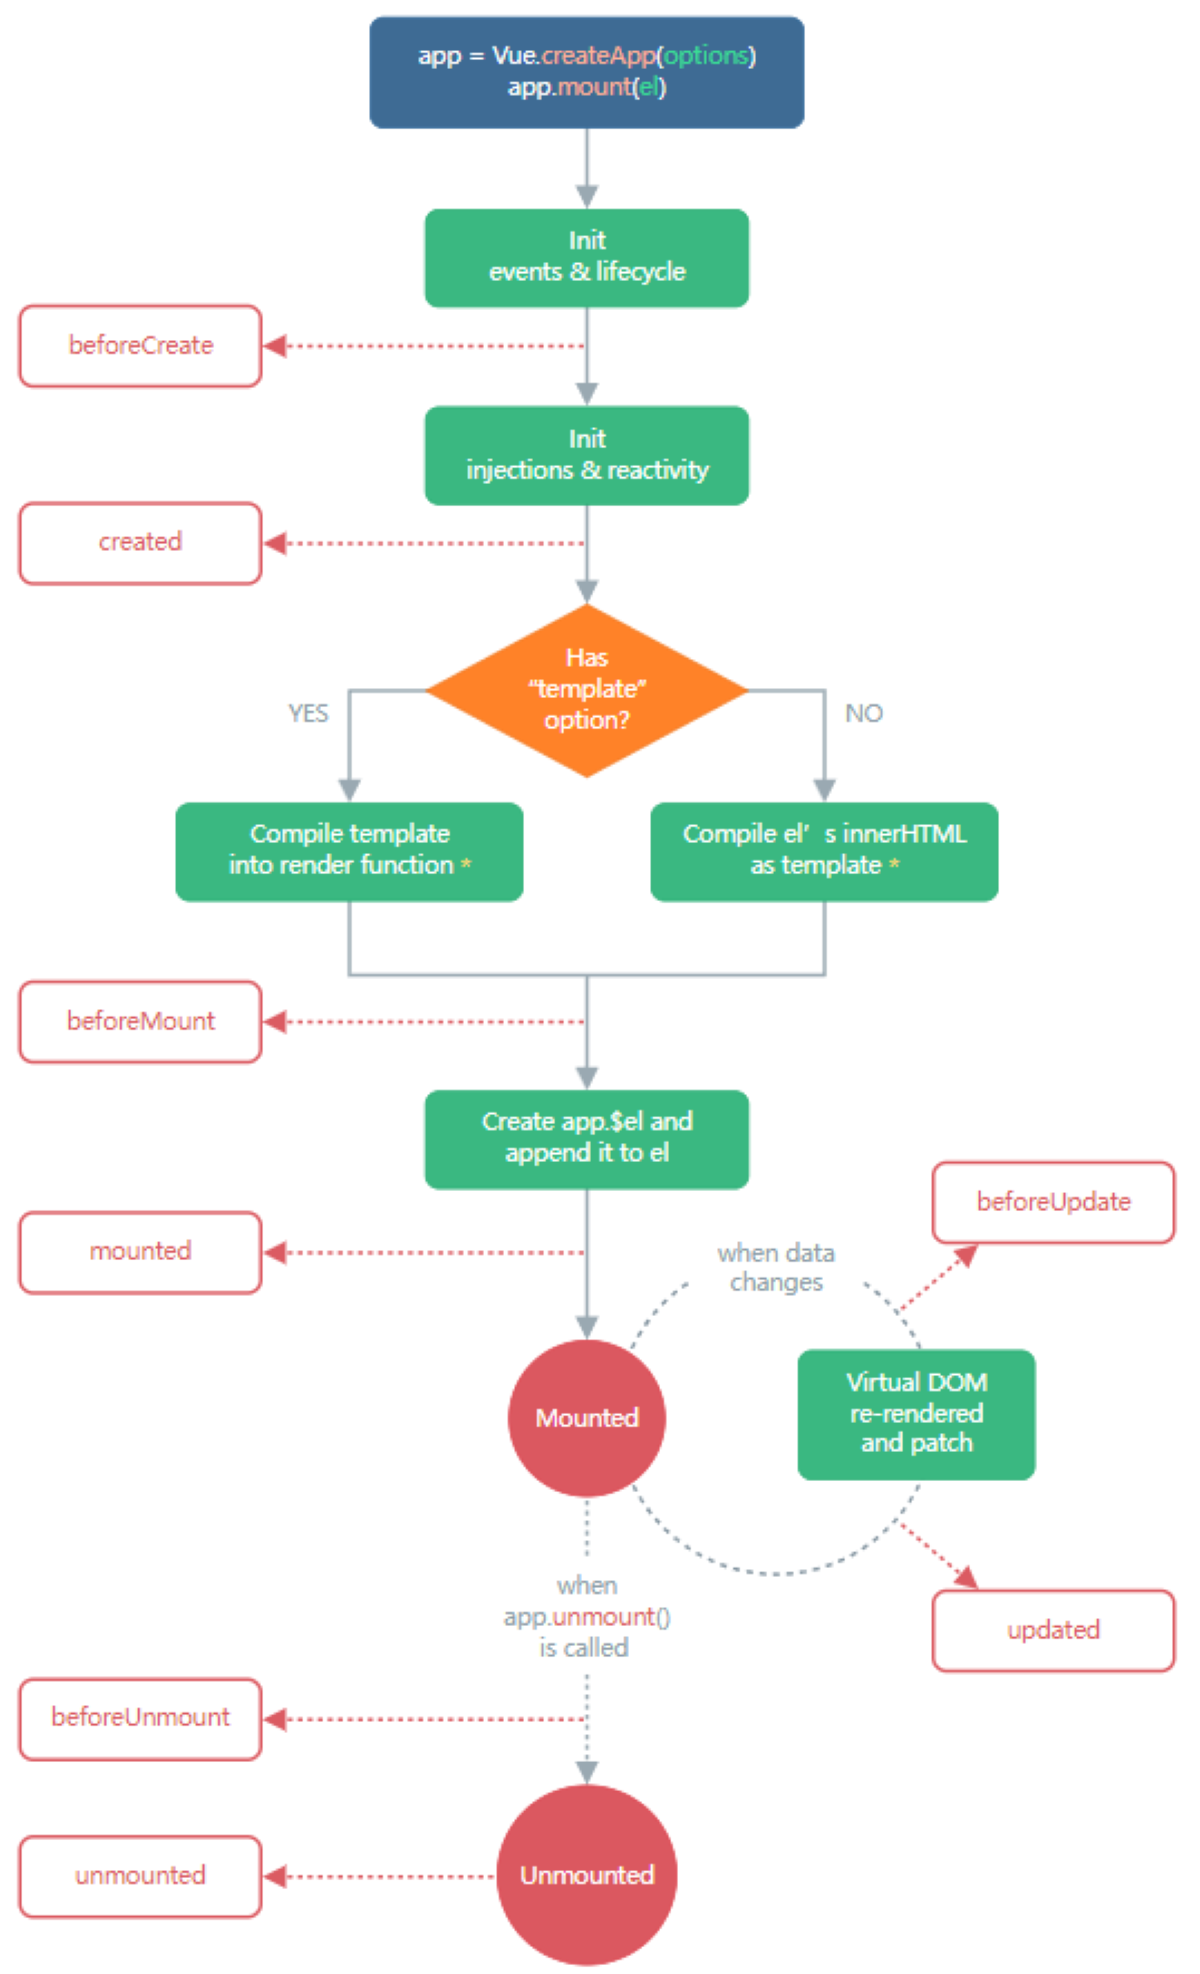 app = Vue.createApp(options)
app.mount(el)
Init
events & lifecycle
beforeCreate
Init
injections & reactivity
created
Has
“template”
option?
YES
NO
Compile template
into render function *
Compile el’s innerHTML
as template *
beforeMount
Create app.$el and
append it to el
beforeUpdate
mounted
when data
changes
Virtual DOM
re-rendered
and patch
Mounted
when
app.unmount()
is called
updated
beforeUnmount
unmounted
Unmounted